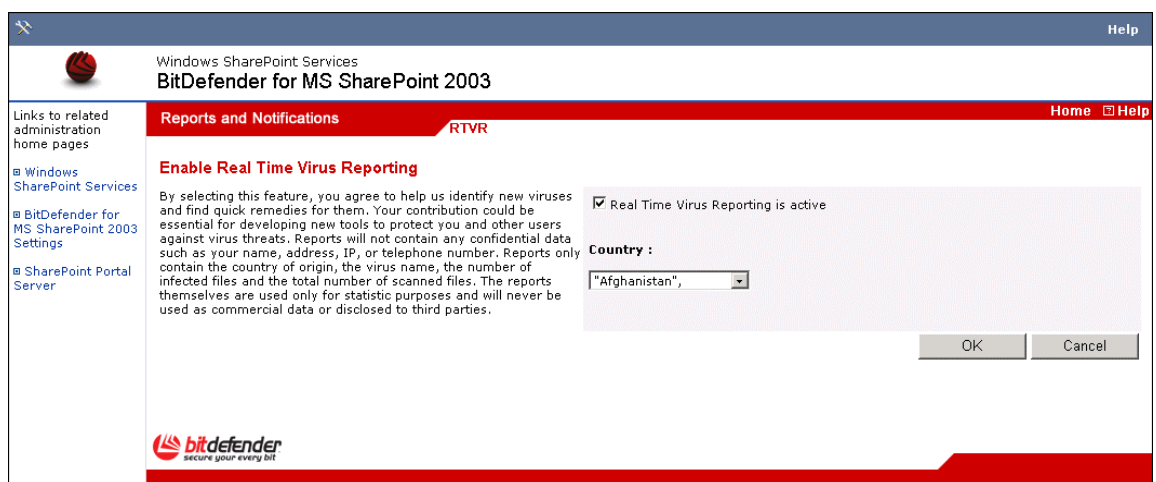 Help
Windows SharePoint Services
BitDefender for MS SharePoint 2003
Links to related
administration
home pages
Windows
SharePoint Services
BitDefender for
MS SharePoint 2003
Settings
SharePoint Portal
Server
Reports and Notifications
RTVR
Home Help
Enable Real Time Virus Reporting
By selecting this feature, you agree to help us identify new viruses
and find quick remedies for them. Your contribution could be
essential for developing new tools to protect you and other users
against virus threats. Reports will not contain any confidential data
such as your name, address, IP, or telephone number. Reports only
contain the country of origin, the virus name, the number of
infected files and the total number of scanned files. The reports
themselves are used only for statistic purposes and will never be
used as commercial data or disclosed to third parties.
Real Time Virus Reporting is active
Country :
"Afghanistan",
OK Cancel
bitdefender
secure your every bit